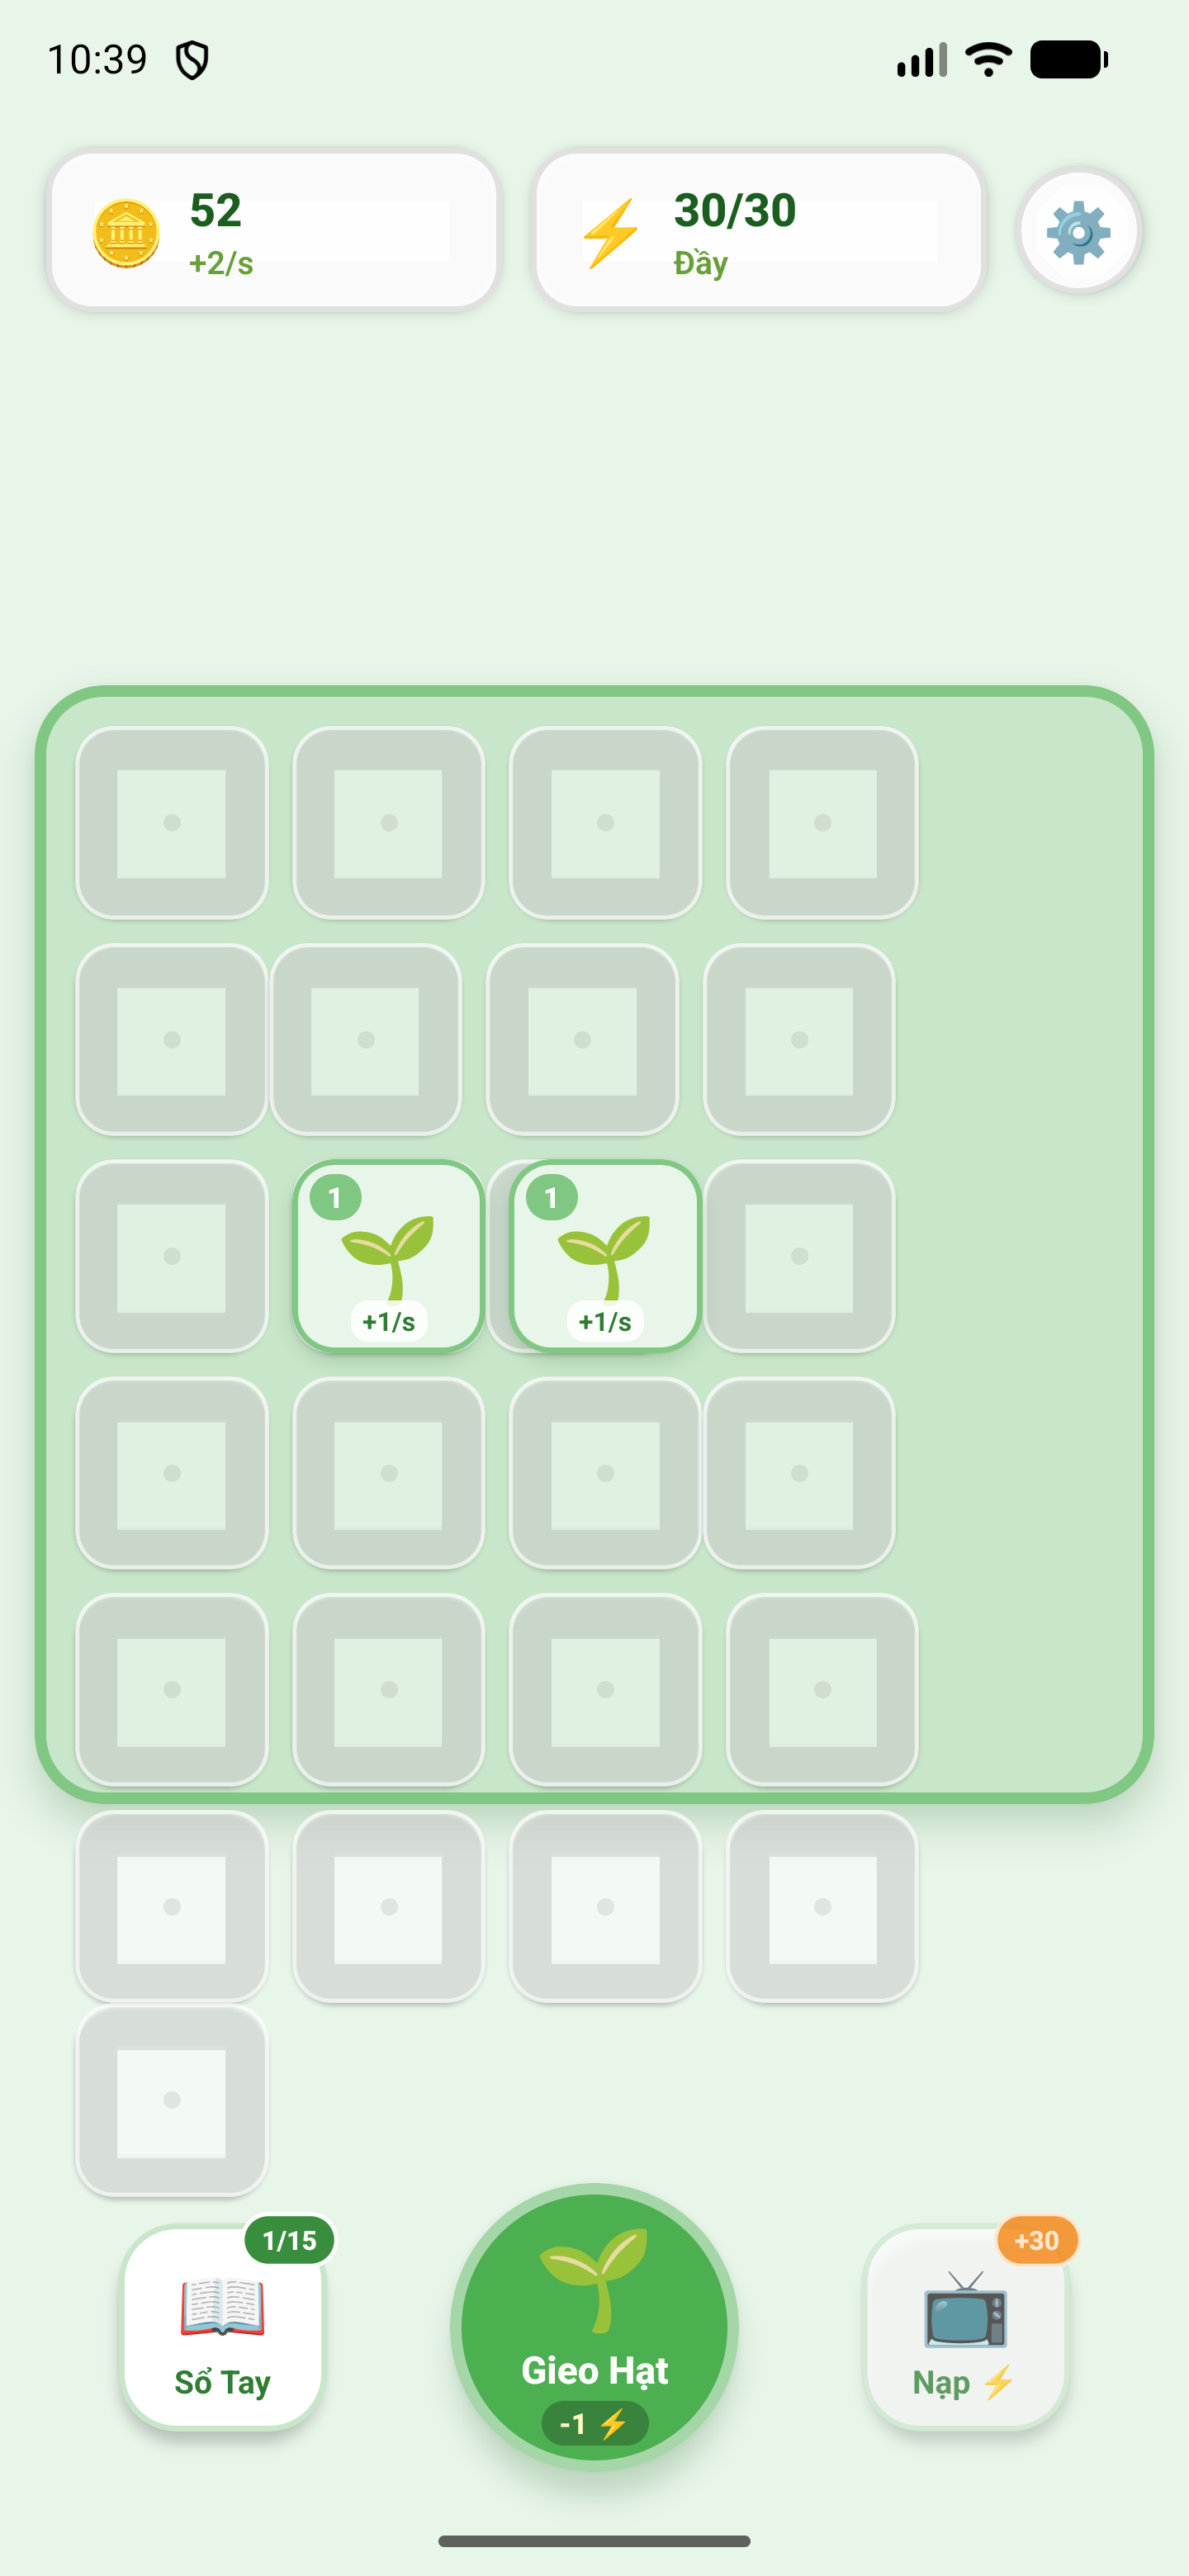 10:39
52
+2/s
30/30
Đầy
1
+1/s
1
+1/s
1/15
Sổ Tay
Gieo Hạt
-1 ⚡
+30
Nạp ⚡